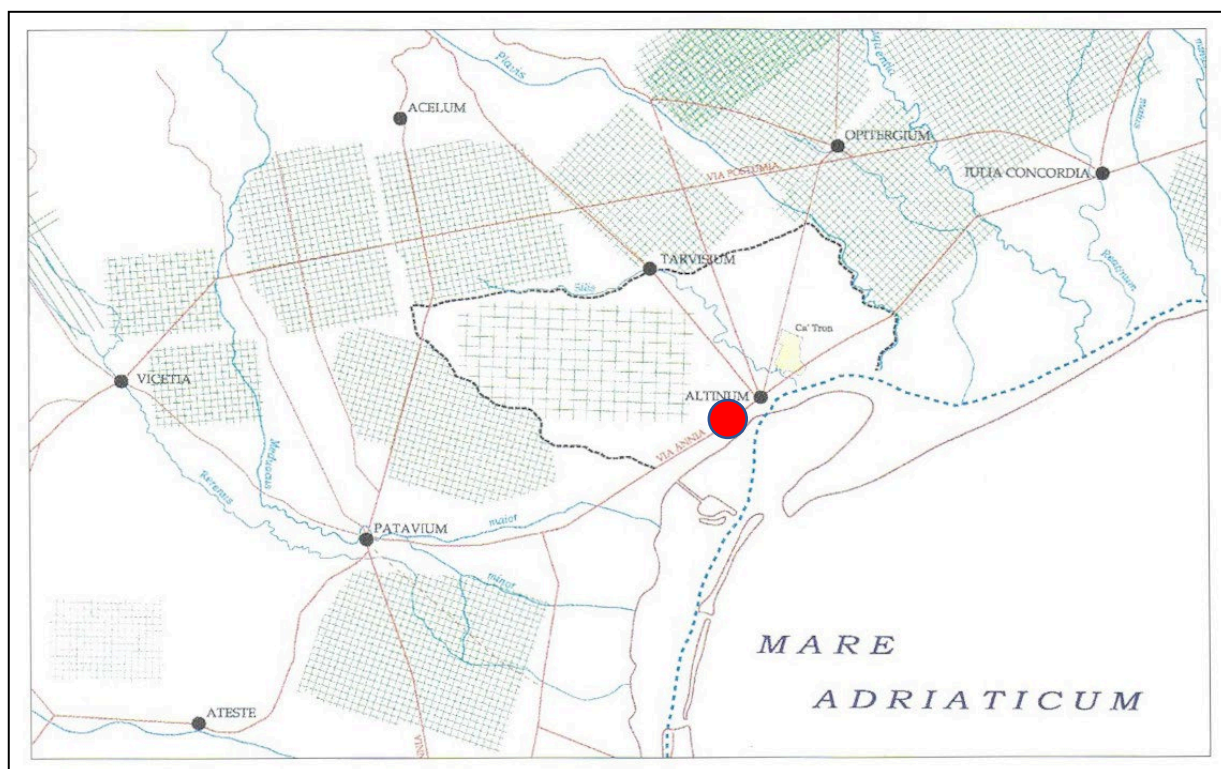 Plavis
ACELUM
OPITERGIUM
VIA POSTUMIA
IULIA CONCORDIA
TARVISIUM
Silis
Ca' Tron
VICETIA
ALTINUM
VIA ANNIA
Meduacus
PATAVIUM
maior
minor
MARE
ADRIATICUM
ATESTE